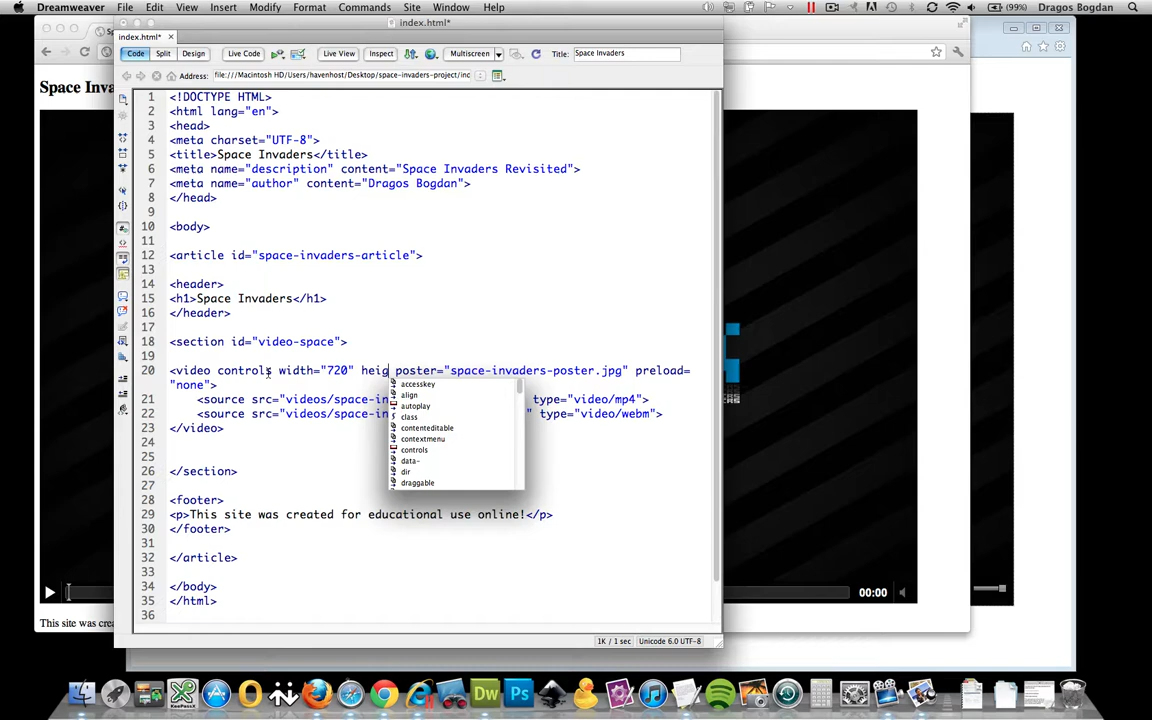 Dreamweaver File Edit View Insert Modify Format Commands Site Window Help (99%) Dragos Bogdan
index.html*
index.html*
Code Split Design Live Code Live View Inspect Multiscreen Title: Space Invaders
Address: file:///Macintosh HD/Users/havenhost/Desktop/space-invaders-project/inc
Space Inva
1 <!DOCTYPE HTML>
2 <html lang="en">
3 <head>
4 <meta charset="UTF-8">
5 <title>Space Invaders</title>
6 <meta name="description" content="Space Invaders Revisited">
7 <meta name="author" content="Dragos Bogdan">
8 </head>
9
10 <body>
11
12 <article id="space-invaders-article">
13
14 <header>
15 <h1>Space Invaders</h1>
16 </header>
17
18 <section id="video-space">
19
20 <video controls width="720" heig poster="space-invaders-poster.jpg" preload=
"none">
21 <source src="videos/space-in type="video/mp4">
22 <source src="videos/space-in " type="video/webm">
23 </video>
24
25
26 </section>
27
28 <footer>
29 <p>This site was created for educational use online!</p>
30 </footer>
31
32 </article>
33
34 </body>
35 </html>
36
accesskey
align
autoplay
class
contenteditable
contextmenu
controls
data-
dir
draggable
00:00
This site was crea
1K / 1 sec Unicode 6.0 UTF-8